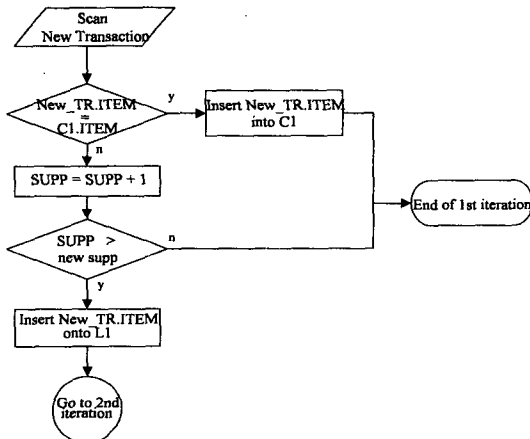 Scan
New Transaction
New_TR.ITEM
=
C1.ITEM
y
Insert New_TR.ITEM
into C1
n
SUPP = SUPP + 1
End of 1st iteration
SUPP >
new supp
n
y
Insert New_TR.ITEM
onto L1
Go to 2nd
iteration